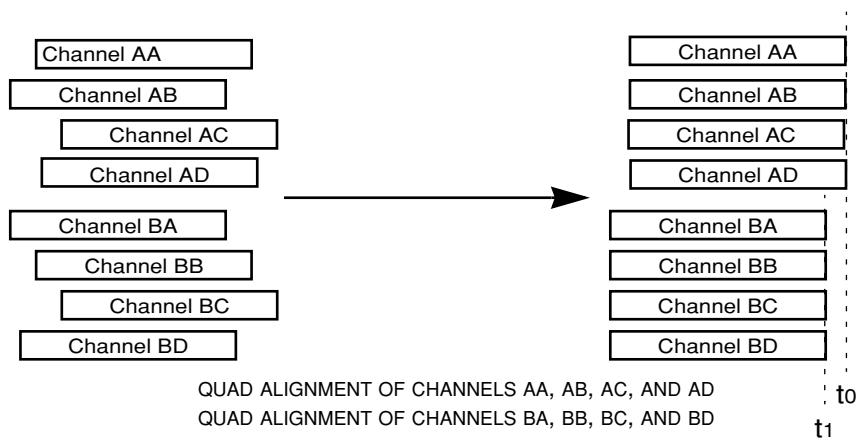 Channel AA
Channel AB
Channel AC
Channel AD
Channel BA
Channel BB
Channel BC
Channel BD
Channel AA
Channel AB
Channel AC
Channel AD
Channel BA
Channel BB
Channel BC
Channel BD
QUAD ALIGNMENT OF CHANNELS AA, AB, AC, AND AD
QUAD ALIGNMENT OF CHANNELS BA, BB, BC, AND BD
t0
t1